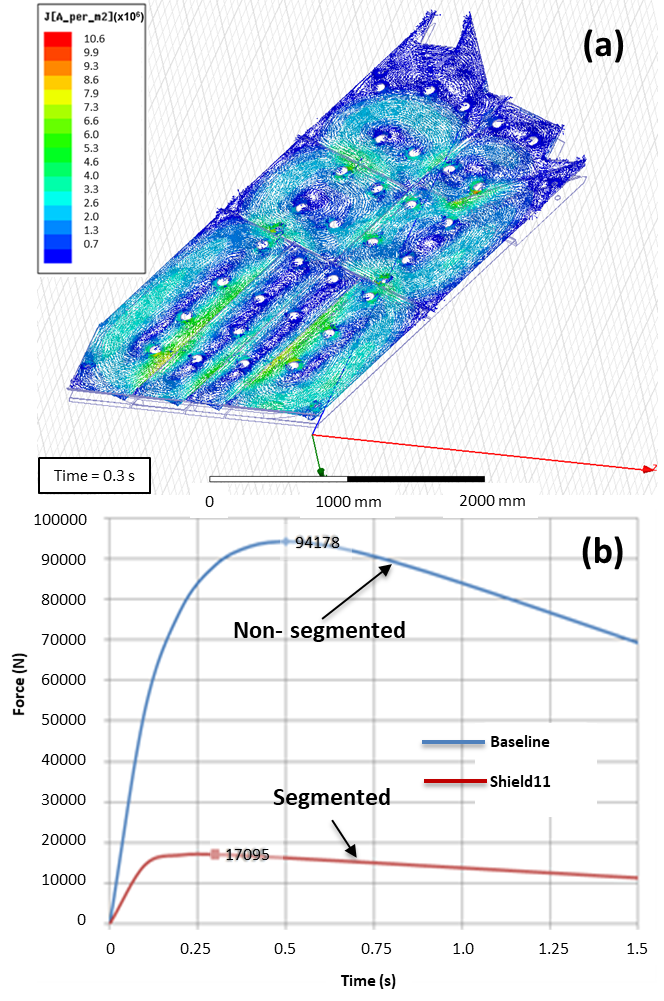 J[A_per_m2](x10⁶)
10.6
9.9
9.3
8.6
7.3
6.6
6.0
5.3
4.6
4.0
3.3
2.6
2.0
1.3
0.7
(a)
Time = 0.3 s
0 1000 mm 2000 mm
(b)
100000
90000
80000
70000
60000
50000
40000
30000
20000
10000
0
Force (N)
94178
Non- segmented
Baseline
Shield11
Segmented
17095
0 0.25 0.5 0.75 1.0 1.25 1.5
Time (s)